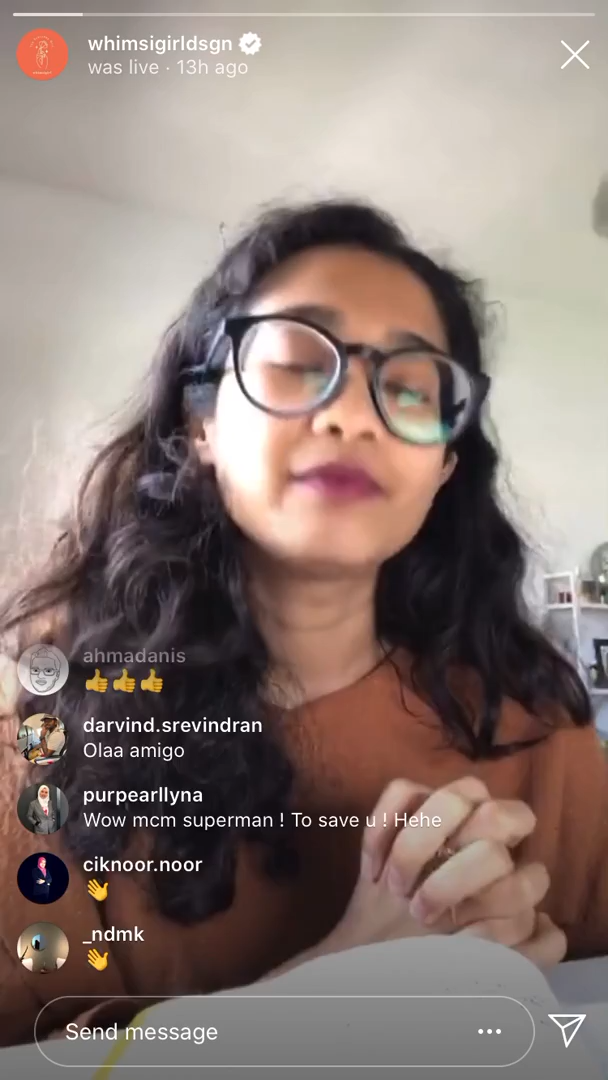 whimsigirldsgn
was live · 13h ago
ahmadanis
👍👍👍
darvind.srevindran
Olaa amigo
purpearllyna
Wow mcm superman ! To save u ! Hehe
ciknoor.noor
👋
_ndmk
👋
Send message